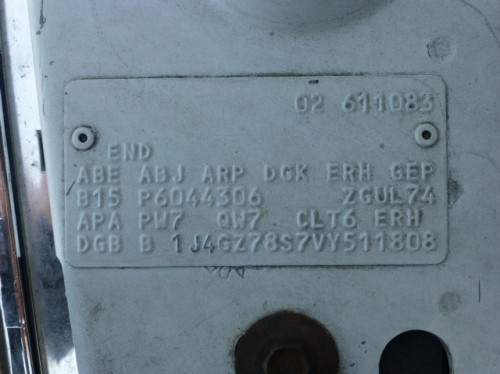 02 611083
END
ABE ABJ ARP DGK ERH GEP
B15 P6044306 ZGUL74
APA PW7 QW7 CLT6 ERH
DGB B 1J4GZ78S7VY511808